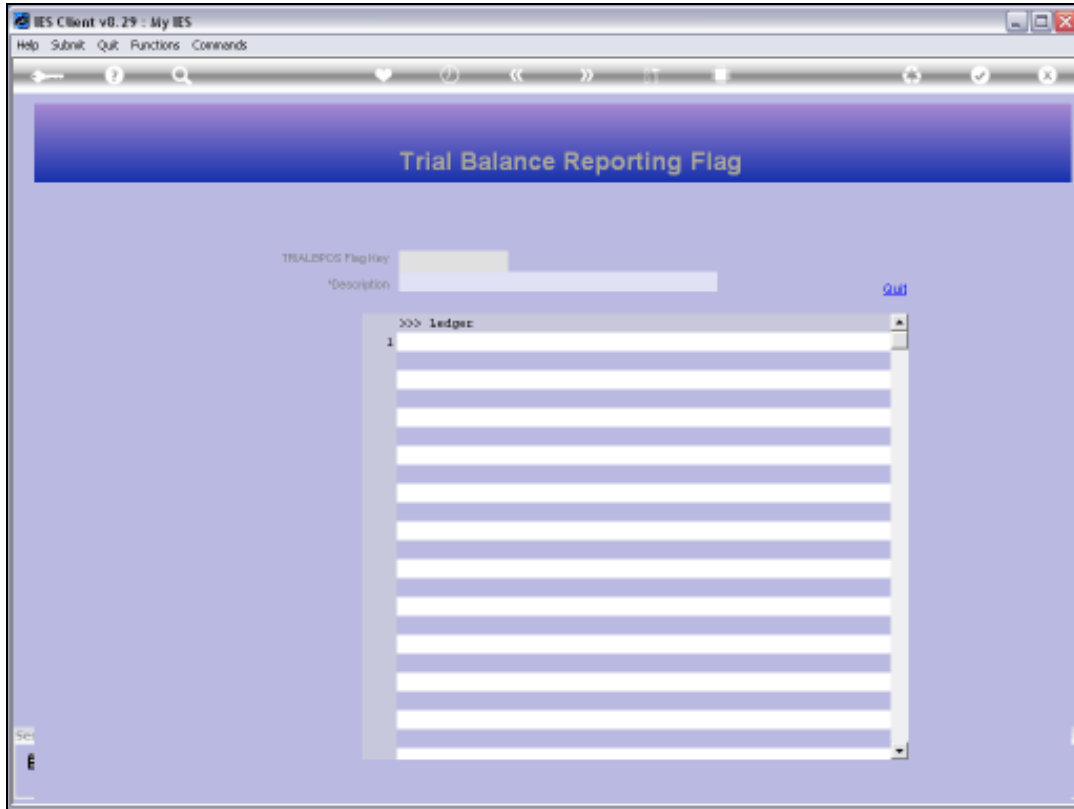 IES Client v8.29 : My IES
Help Submit Quit Functions Commands
Trial Balance Reporting Flag
TRIALBPOS Flag Key
*Description
Quit
>>> ledger
1